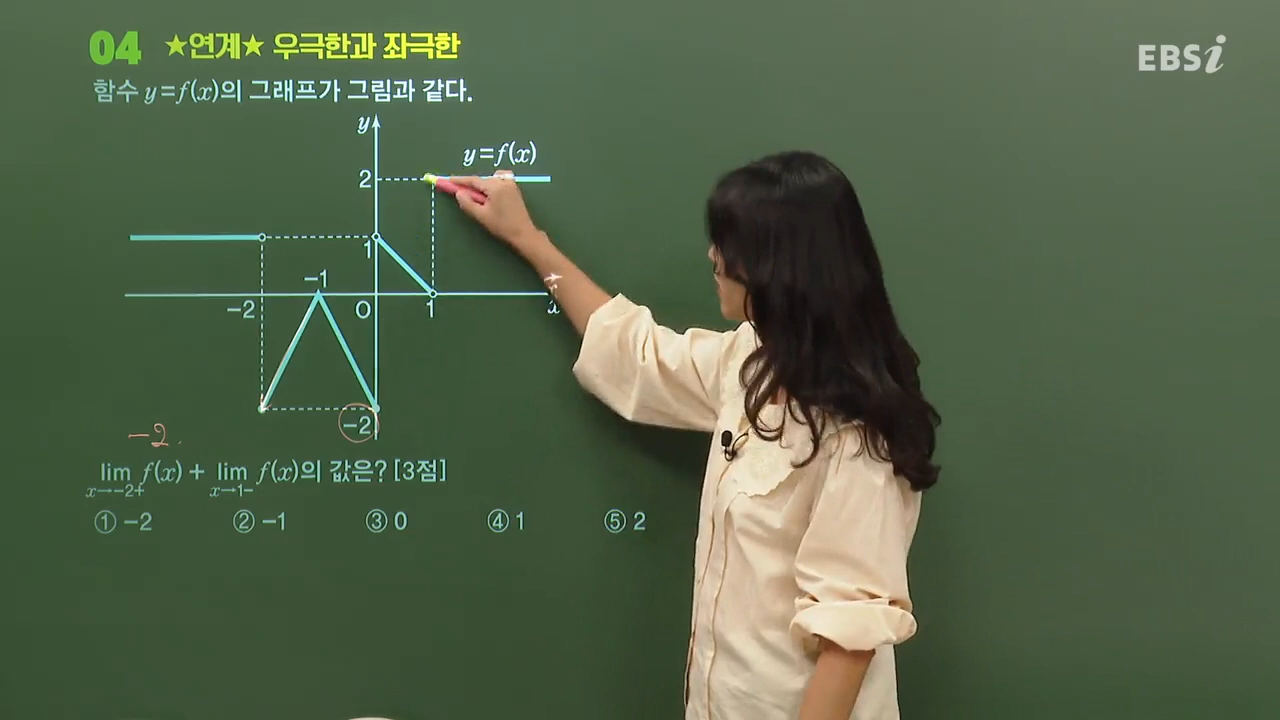 04 ★연계★ 우극한과 좌극한
EBSi
함수 y=f(x)의 그래프가 그림과 같다.
y
y=f(x)
2
1
-1
-2
O
1
x
-2
-2.
lim f(x) + lim f(x)의 값은? [3점]
x→-2+ x→1-
① -2 ② -1 ③ 0 ④ 1 ⑤ 2